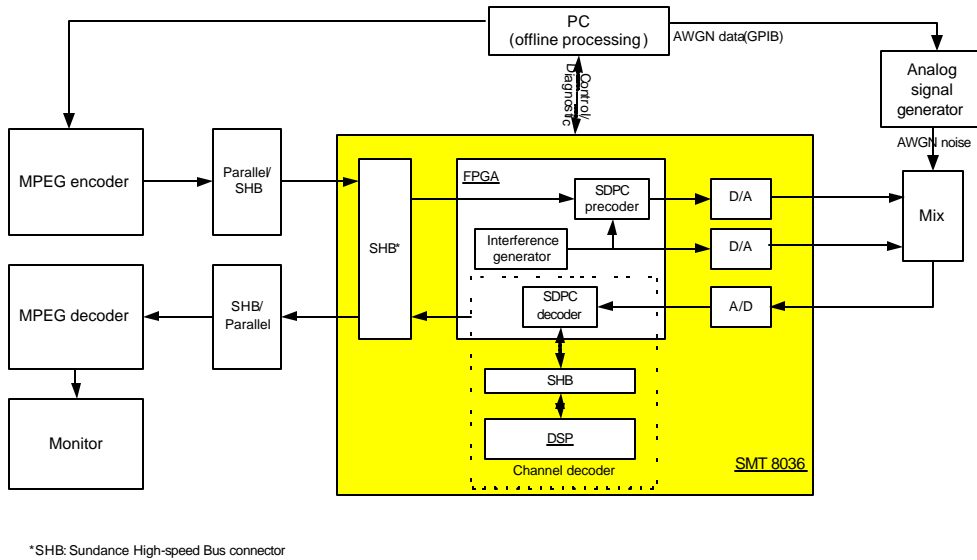 PC
(offline processing)
AWGN data(GPIB)
Control/
Diagnostic
Analog
signal
generator
AWGN noise
MPEG encoder
Parallel/
SHB
SHB*
FPGA
SDPC
precoder
D/A
Mix
Interference
generator
D/A
MPEG decoder
SHB/
Parallel
SDPC
decoder
A/D
SHB
Monitor
DSP
Channel decoder
SMT 8036
*SHB: Sundance High-speed Bus connector